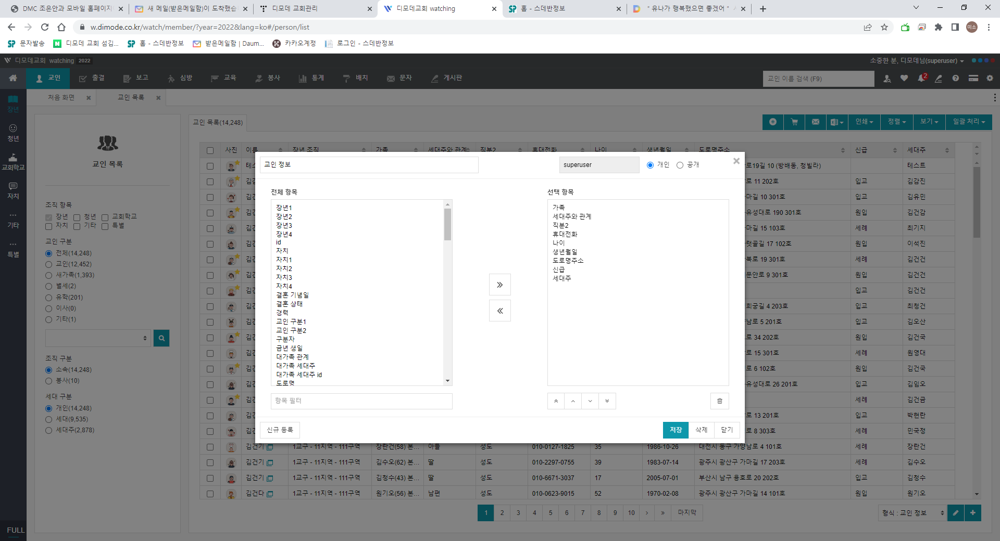 DMC 조은안과 모바일 홈페이지
새 메일(받은메일함)이 도착했습
디모데 교회관리
디모데교회 watching
홈 - 스데반정보
" 유나가 행복했으면 좋겠어 "
w.dimode.co.kr/watch/member/?year=2022&lang=ko#/person/list
미소
문자발송
디모데 교회 섬김...
홈 - 스데반정보
받은메일함 | Daum...
카카오계정
로그인 - 스데반정보
디모데교회 watching 2022
소중한 분, 디모데님(superuser)
교인
출결
보고
심방
교육
봉사
통계
배치
문자
게시판
교인 이름 검색 (F9)
2
처음 화면
교인 목록
장년
청년
교회학교
자치
기타
특별
FULL
교인 목록
조직 항목
장년 청년 교회학교
자치 기타 특별
교인 구분
전체(14,248)
교인(12,452)
새가족(1,393)
별세(2)
유학(201)
이사(0)
기타(1)
조직 구분
소속(14,248)
봉사(10)
세대 구분
개인(14,248)
세대(9,535)
세대주(2,878)
교인 목록(14,248)
인쇄
정렬
보기
일괄 처리
사진 이름 장년 조직 가족 세대주와 관계 직분2 휴대전화 나이 생년월일 도로명주소 신급 세대주
로19길 10 (방배동, 청빌라) 테스트
로 11 202호 입교 김감진
마길 10 301호 입교 김유민
유성대로 190 301호 원입 김건감
마길 15 103호 세례 최기지
랫골길 17 102호 원입 이석진
북로 19 301호 세례 김건건
문안로 9 301호 원입 김건건
입교 김건건
희궁길 4 203호 입교 최청건
남로 5 201호 입교 김오산
로 34 202호 원입 김건국
로 15 301호 세례 원영대
로 6 102호 원입 김건국
유성대로 26 201호 입교 김임오
세례 김건금
로 13 201호 입교 박현란
로 8 303호 세례 민국정
김건기 1교구 - 11지역 - 111구역 장란건(58) 본... 아들 성도 010-0127-1825 35 1986-10-26 대전시 동구 가양남로 4 101호 세례 장란건
김건기 1교구 - 11지역 - 111구역 김수오(62) 본... 딸 성도 010-2297-0755 39 1983-07-14 광주시 광산구 가마길 17 203호 세례 김수오
김건기 1교구 - 11지역 - 111구역 김청수(43) 본... 딸 성도 010-6671-3037 17 2005-07-01 부산시 남구 용호로 20 202호 입교 김청수
김건다 1교구 - 11지역 - 111구역 원기오(56) 본... 남편 성도 010-0623-9015 52 1970-02-08 광주시 광산구 가마길 14 101호 원입 원기오
1 2 3 4 5 6 7 8 9 10 › » 마지막
형식 : 교인 정보
교인 정보
superuser
개인 공개
전체 항목
장년1
장년2
장년3
장년4
id
자치
자치1
자치2
자치3
자치4
결혼 기념일
결혼 상태
경력
교인 구분1
교인 구분2
구분자
금년 생일
대가족 관계
대가족 세대주
대가족 세대주 id
도로명
항목 필터
선택 항목
가족
세대주와 관계
직분2
휴대전화
나이
생년월일
도로명주소
신급
세대주
신규 등록
저장
삭제
닫기